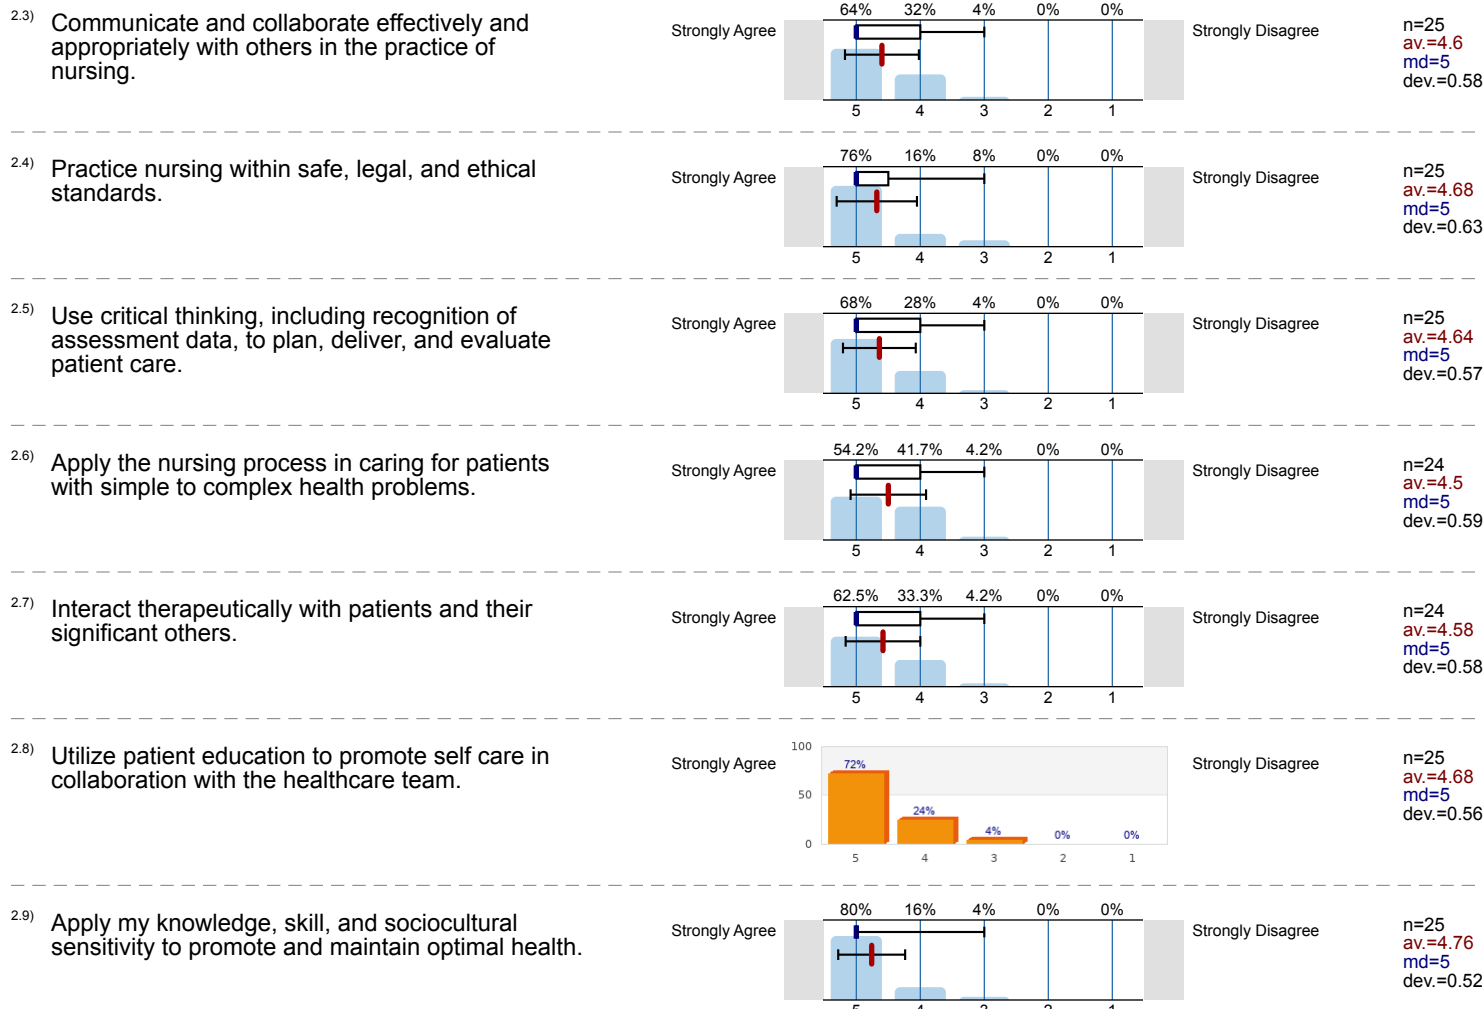 2.3) Communicate and collaborate effectively and
appropriately with others in the practice of
nursing.
Strongly Agree
64% 32% 4% 0% 0%
5 4 3 2 1
Strongly Disagree
n=25
av.=4.6
md=5
dev.=0.58
2.4) Practice nursing within safe, legal, and ethical
standards.
Strongly Agree
76% 16% 8% 0% 0%
5 4 3 2 1
Strongly Disagree
n=25
av.=4.68
md=5
dev.=0.63
2.5) Use critical thinking, including recognition of
assessment data, to plan, deliver, and evaluate
patient care.
Strongly Agree
68% 28% 4% 0% 0%
5 4 3 2 1
Strongly Disagree
n=25
av.=4.64
md=5
dev.=0.57
2.6) Apply the nursing process in caring for patients
with simple to complex health problems.
Strongly Agree
54.2% 41.7% 4.2% 0% 0%
5 4 3 2 1
Strongly Disagree
n=24
av.=4.5
md=5
dev.=0.59
2.7) Interact therapeutically with patients and their
significant others.
Strongly Agree
62.5% 33.3% 4.2% 0% 0%
5 4 3 2 1
Strongly Disagree
n=24
av.=4.58
md=5
dev.=0.58
2.8) Utilize patient education to promote self care in
collaboration with the healthcare team.
Strongly Agree
100
50
0
72% 24% 4% 0% 0%
5 4 3 2 1
Strongly Disagree
n=25
av.=4.68
md=5
dev.=0.56
2.9) Apply my knowledge, skill, and sociocultural
sensitivity to promote and maintain optimal health.
Strongly Agree
80% 16% 4% 0% 0%
5 4 3 2 1
Strongly Disagree
n=25
av.=4.76
md=5
dev.=0.52